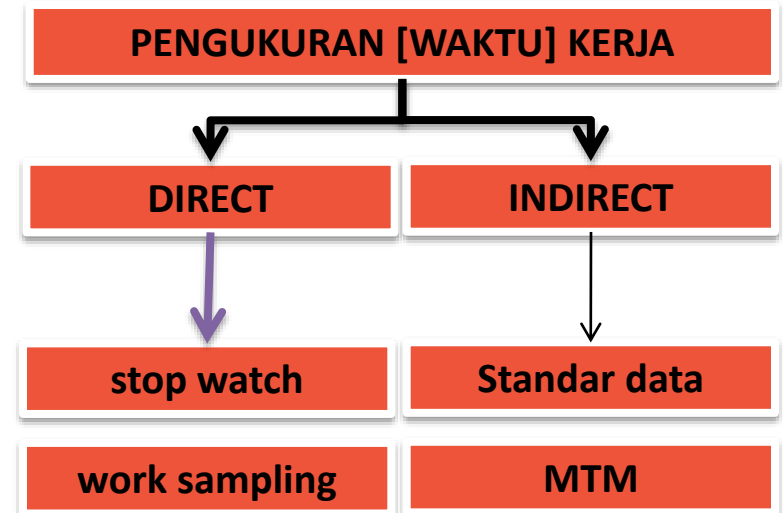 PENGUKURAN [WAKTU] KERJA
DIRECT
INDIRECT
stop watch
Standar data
work sampling
MTM